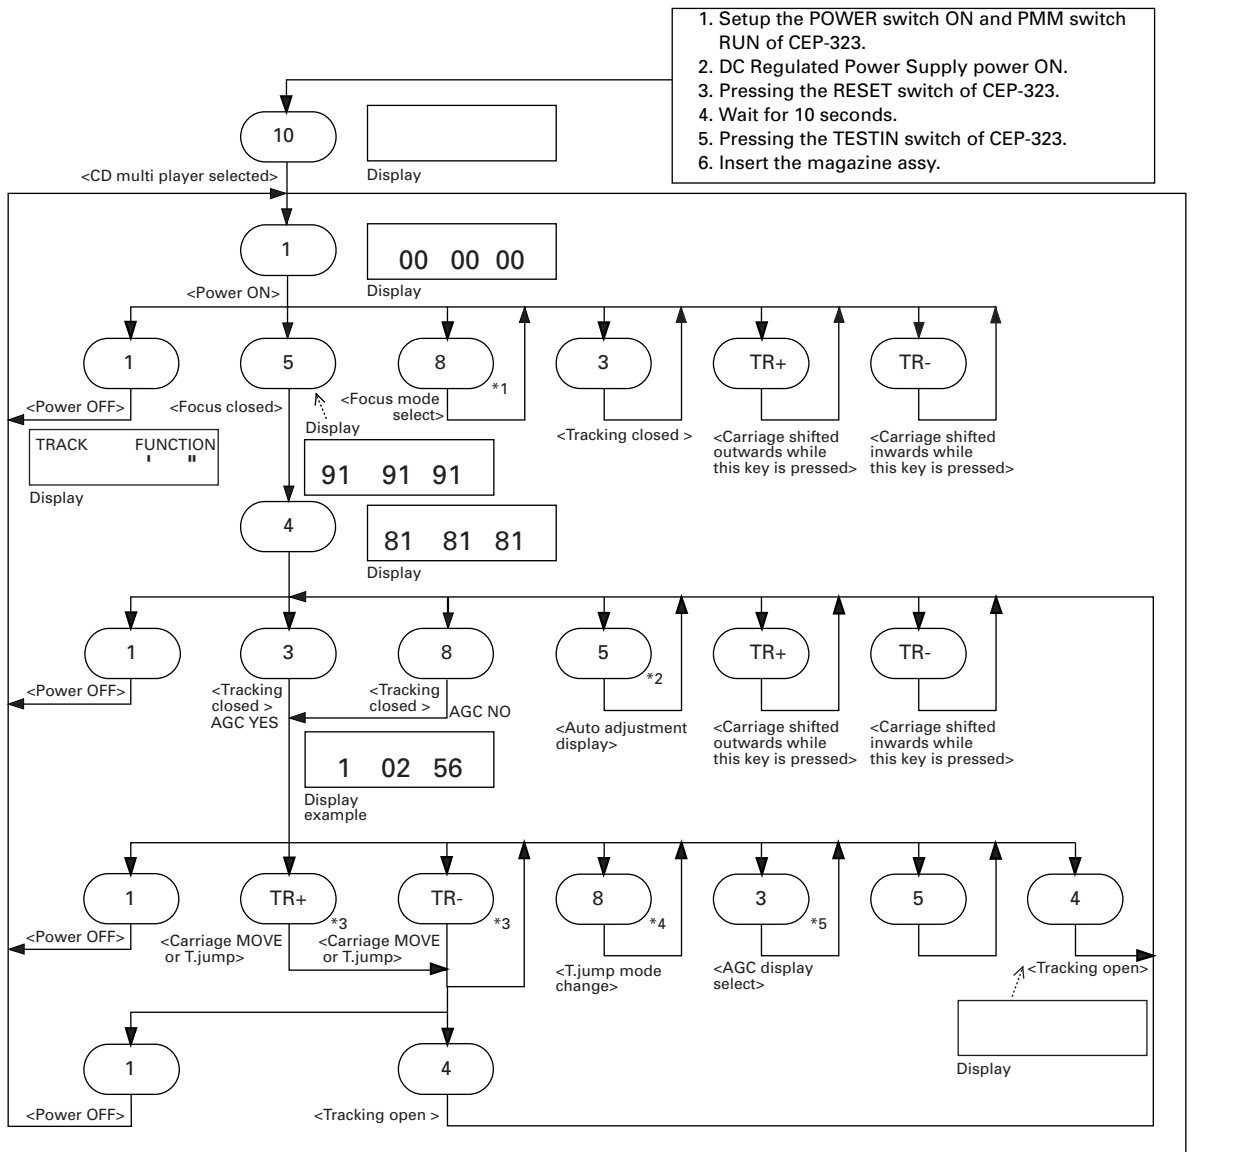 1. Setup the POWER switch ON and PMM switch
RUN of CEP-323.
2. DC Regulated Power Supply power ON.
3. Pressing the RESET switch of CEP-323.
4. Wait for 10 seconds.
5. Pressing the TESTIN switch of CEP-323.
6. Insert the magazine assy.
10
Display
<CD multi player selected>
1
00 00 00
Display
<Power ON>
1
5
8
*1
3
TR+
TR-
<Power OFF>
<Focus closed>
<Focus mode
select>
<Tracking closed >
<Carriage shifted
outwards while
this key is pressed>
<Carriage shifted
inwards while
this key is pressed>
TRACK FUNCTION
' "
Display
Display
91 91 91
4
81 81 81
Display
1
3
8
5
*2
TR+
TR-
<Power OFF>
<Tracking
closed >
AGC YES
<Tracking
closed >
AGC NO
<Auto adjustment
display>
<Carriage shifted
outwards while
this key is pressed>
<Carriage shifted
inwards while
this key is pressed>
1 02 56
Display
example
1
TR+
*3
TR-
*3
8
*4
3
*5
5
4
<Power OFF>
<Carriage MOVE
or T.jump>
<Carriage MOVE
or T.jump>
<T.jump mode
change>
<AGC display
select>
<Tracking open>
Display
1
4
<Power OFF>
<Tracking open >